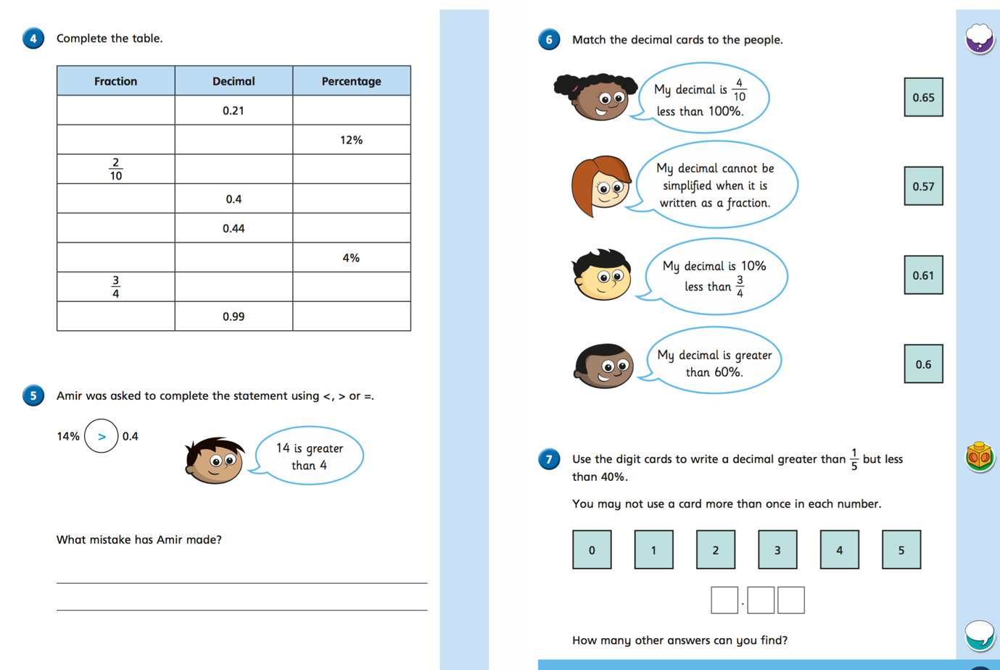 4 Complete the table.
Fraction Decimal Percentage
0.21
12%
2/10
0.4
0.44
4%
3/4
0.99
5 Amir was asked to complete the statement using <, > or =.
14% > 0.4
14 is greater
than 4
What mistake has Amir made?
6 Match the decimal cards to the people.
My decimal is 4/10
less than 100%.
0.65
My decimal cannot be
simplified when it is
written as a fraction.
0.57
My decimal is 10%
less than 3/4
0.61
My decimal is greater
than 60%.
0.6
7 Use the digit cards to write a decimal greater than 1/5 but less
than 40%.
You may not use a card more than once in each number.
0 1 2 3 4 5
.
How many other answers can you find?